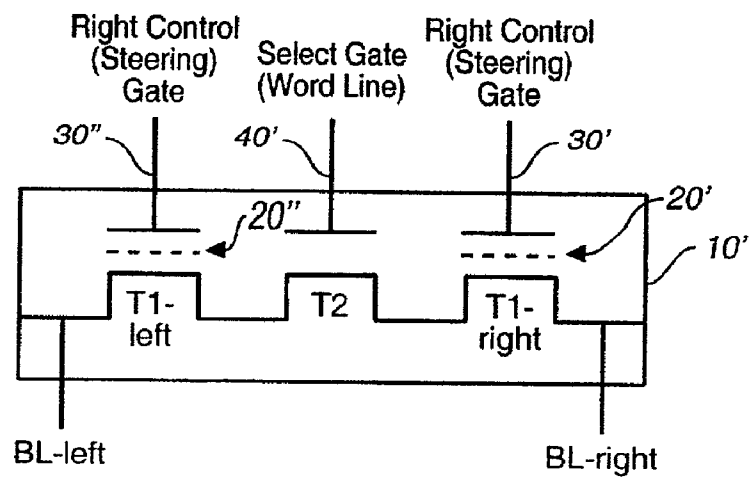 Right Control
(Steering)
Gate
Select Gate
(Word Line)
Right Control
(Steering)
Gate
30"
40'
30'
20"
20'
10'
T1-
left
T2
T1-
right
BL-left
BL-right